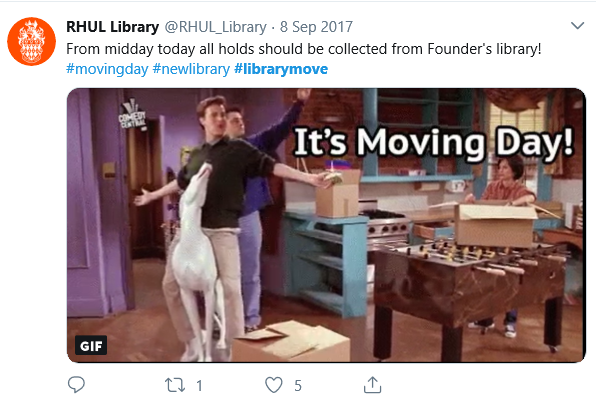 RHUL Library @RHUL_Library · 8 Sep 2017
From midday today all holds should be collected from Founder's library!
#movingday #newlibrary #librarymove
COMEDY
CENTRAL
It's Moving Day!
GIF
1 5